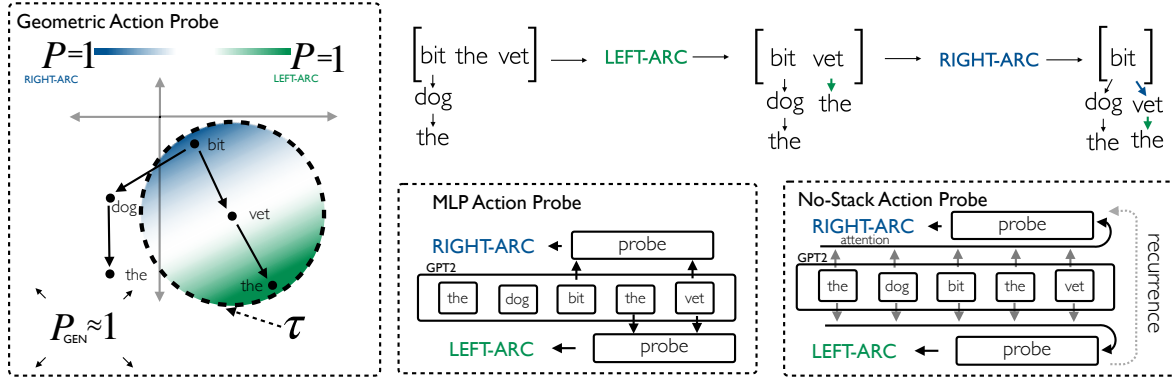 Geometric Action Probe
P=1
RIGHT-ARC
P=1
LEFT-ARC
bit
dog
vet
the
the
P GEN ≈1
τ
[bit the vet]
dog
the
LEFT-ARC
[bit vet]
dog the
the
RIGHT-ARC
[bit]
dog vet
the the
MLP Action Probe
RIGHT-ARC
probe
GPT2
the dog bit the vet
LEFT-ARC
probe
No-Stack Action Probe
RIGHT-ARC
probe
attention
GPT2
the dog bit the vet
LEFT-ARC
probe
recurrence